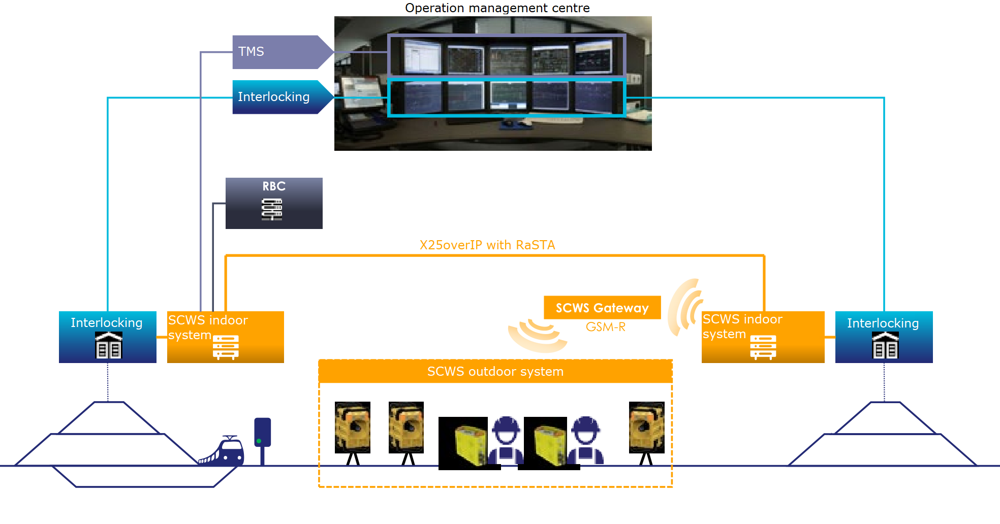 Operation management centre
TMS
Interlocking
RBC
X25overIP with RaSTA
SCWS Gateway
GSM-R
Interlocking
SCWS indoor
system
SCWS indoor
system
Interlocking
SCWS outdoor system